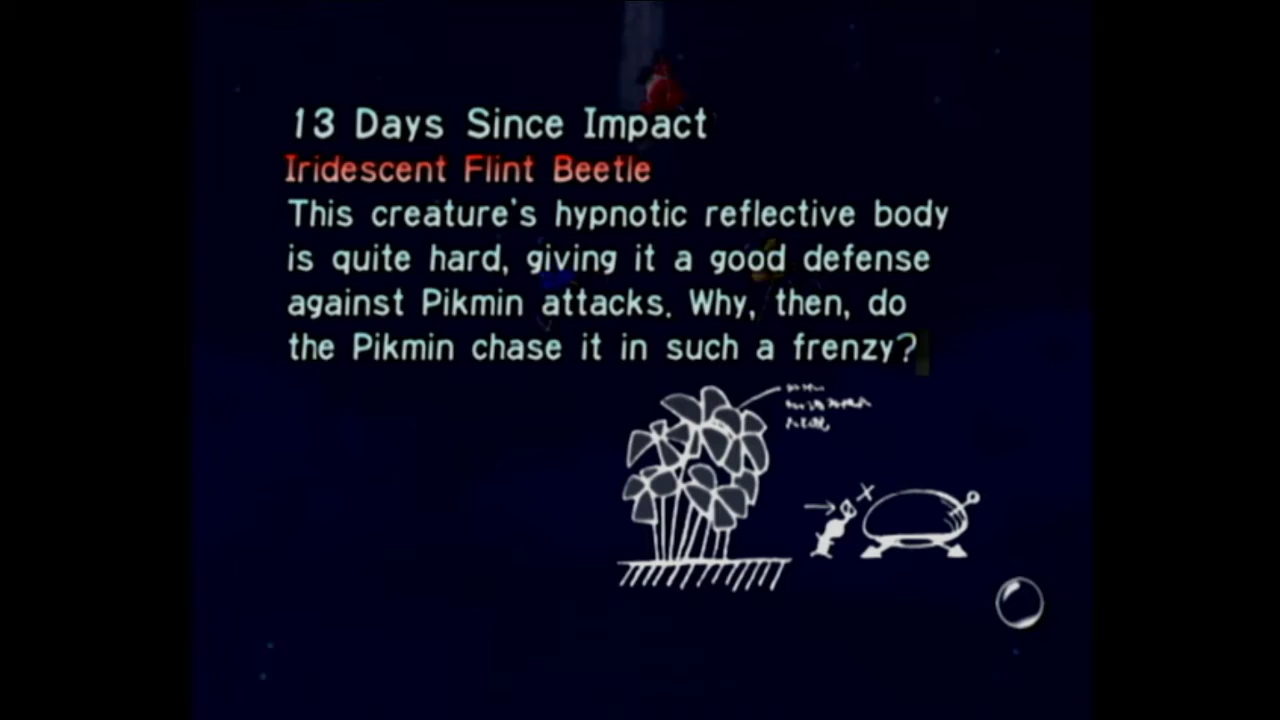 13 Days Since Impact
Iridescent Flint Beetle
This creature's hypnotic reflective body
is quite hard, giving it a good defense
against Pikmin attacks. Why, then, do
the Pikmin chase it in such a frenzy?